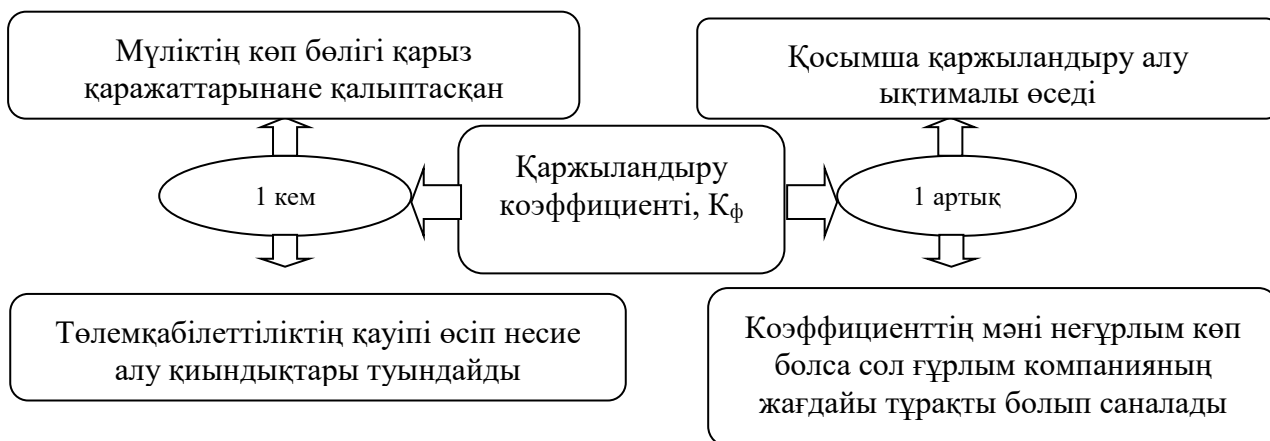 Мүліктің көп бөлігі қарыз
қаражаттарынане қалыптасқан
Қосымша қаржыландыру алу
ықтималы өседі
1 кем
Қаржыландыру
коэффициенті, Кф
1 артық
Төлемқабілеттіліктің қауіпі өсіп несие
алу қиындықтары туындайды
Коэффициенттің мәні неғұрлым көп
болса сол ғұрлым компанияның
жағдайы тұрақты болып саналады